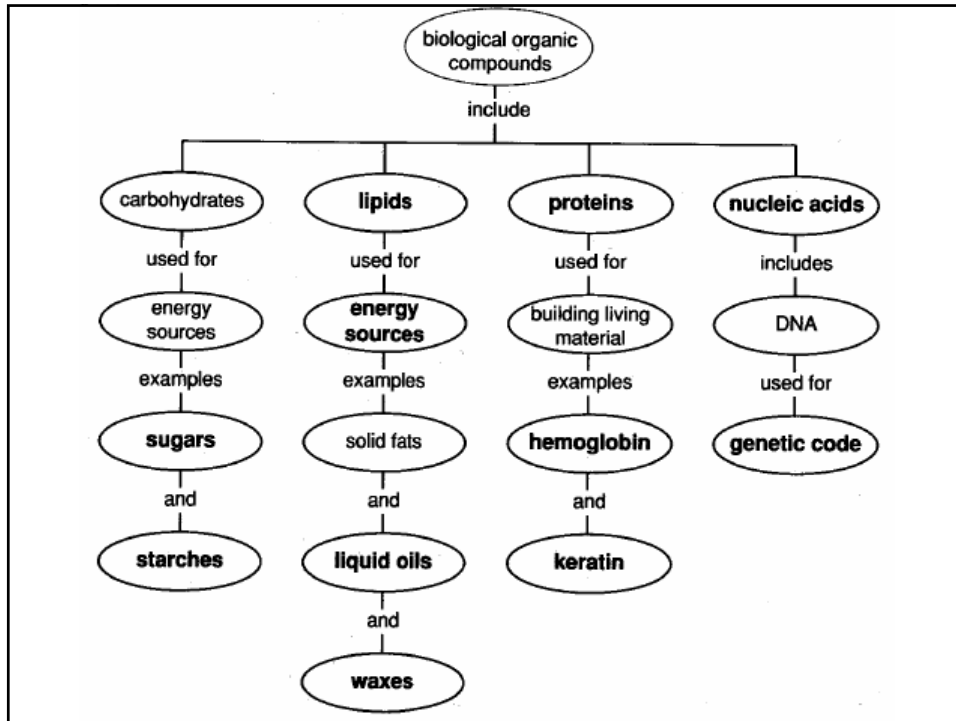 biological organic
compounds
include
carbohydrates
used for
energy
sources
examples
sugars
and
starches
lipids
used for
energy
sources
examples
solid fats
and
liquid oils
and
waxes
proteins
used for
building living
material
examples
hemoglobin
and
keratin
nucleic acids
includes
DNA
used for
genetic code